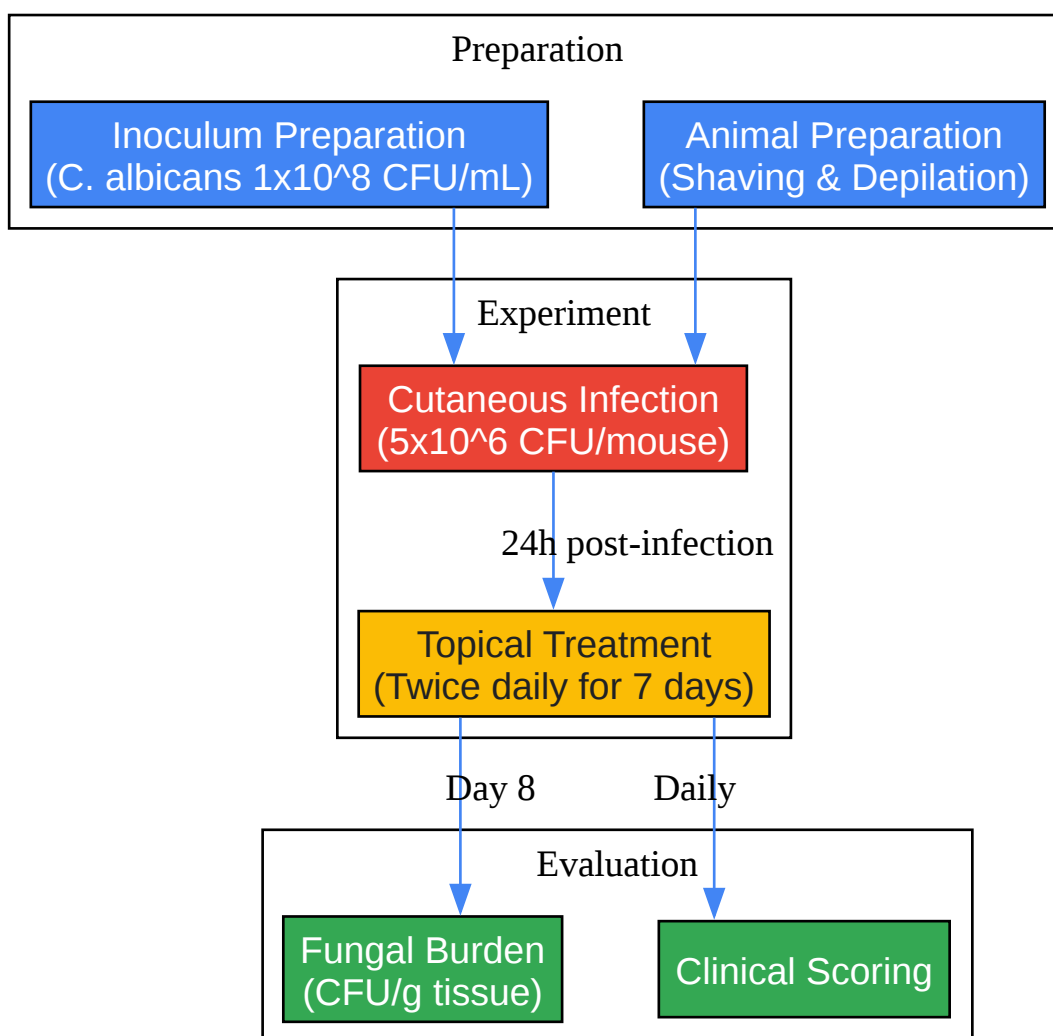 Preparation
Inoculum Preparation
(C. albicans 1x10^8 CFU/mL)
Animal Preparation
(Shaving & Depilation)
Experiment
Cutaneous Infection
(5x10^6 CFU/mouse)
24h post-infection
Topical Treatment
(Twice daily for 7 days)
Day 8
Daily
Evaluation
Fungal Burden
(CFU/g tissue)
Clinical Scoring